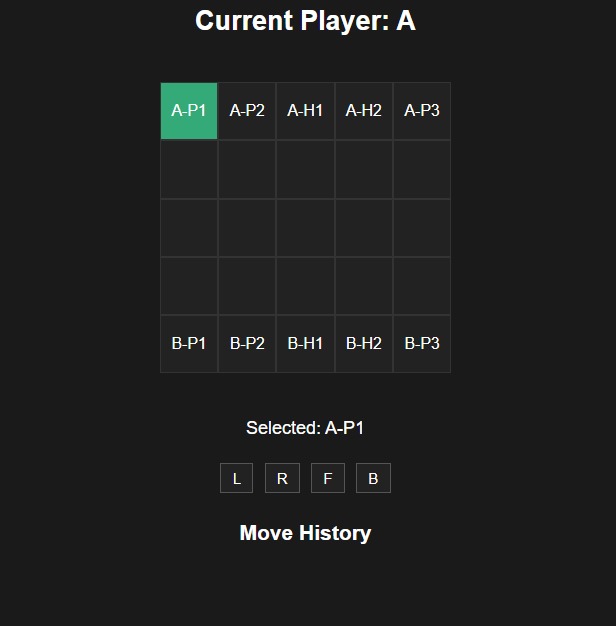 Current Player: A
A-P1 A-P2 A-H1 A-H2 A-P3
B-P1 B-P2 B-H1 B-H2 B-P3
Selected: A-P1
L R F B
Move History